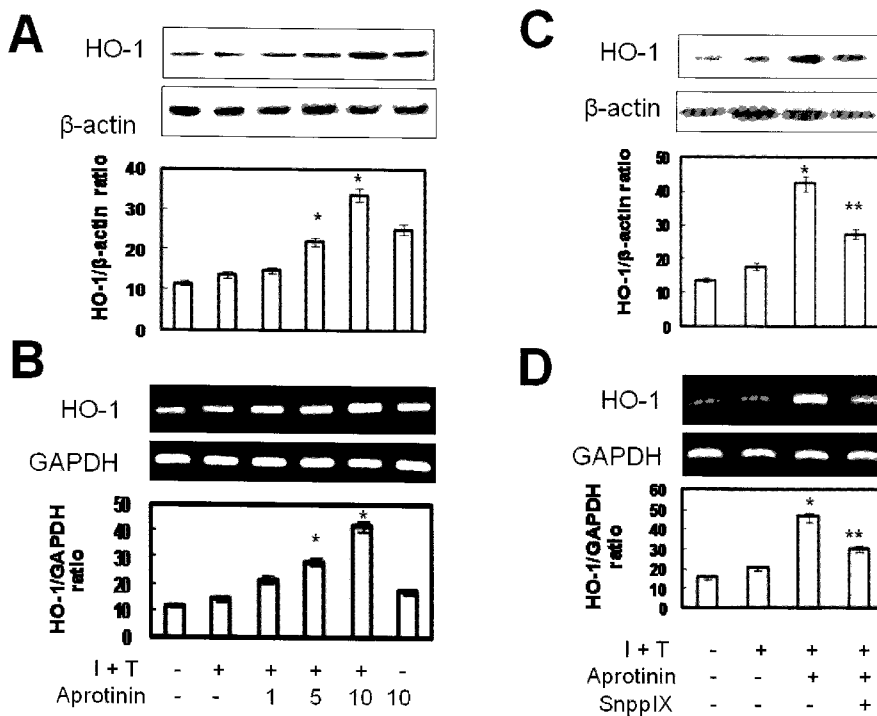 A
HO-1
β-actin
HO-1/β-actin ratio
40
30
20
10
0
*
*
B
HO-1
GAPDH
HO-1/GAPDH
ratio
50
40
30
20
10
0
*
*
I + T - + + + + -
Aprotinin - - 1 5 10 10
C
HO-1
β-actin
HO-1/β-actin ratio
50
40
30
20
10
0
*
**
D
HO-1
GAPDH
HO-1/GAPDH
ratio
60
50
40
30
20
10
0
*
**
I + T - + + +
Aprotinin - - + +
SnppIX - - - +